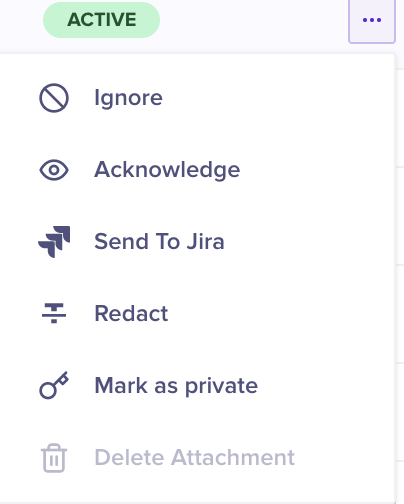 ACTIVE
Ignore
Acknowledge
Send To Jira
Redact
Mark as private
Delete Attachment